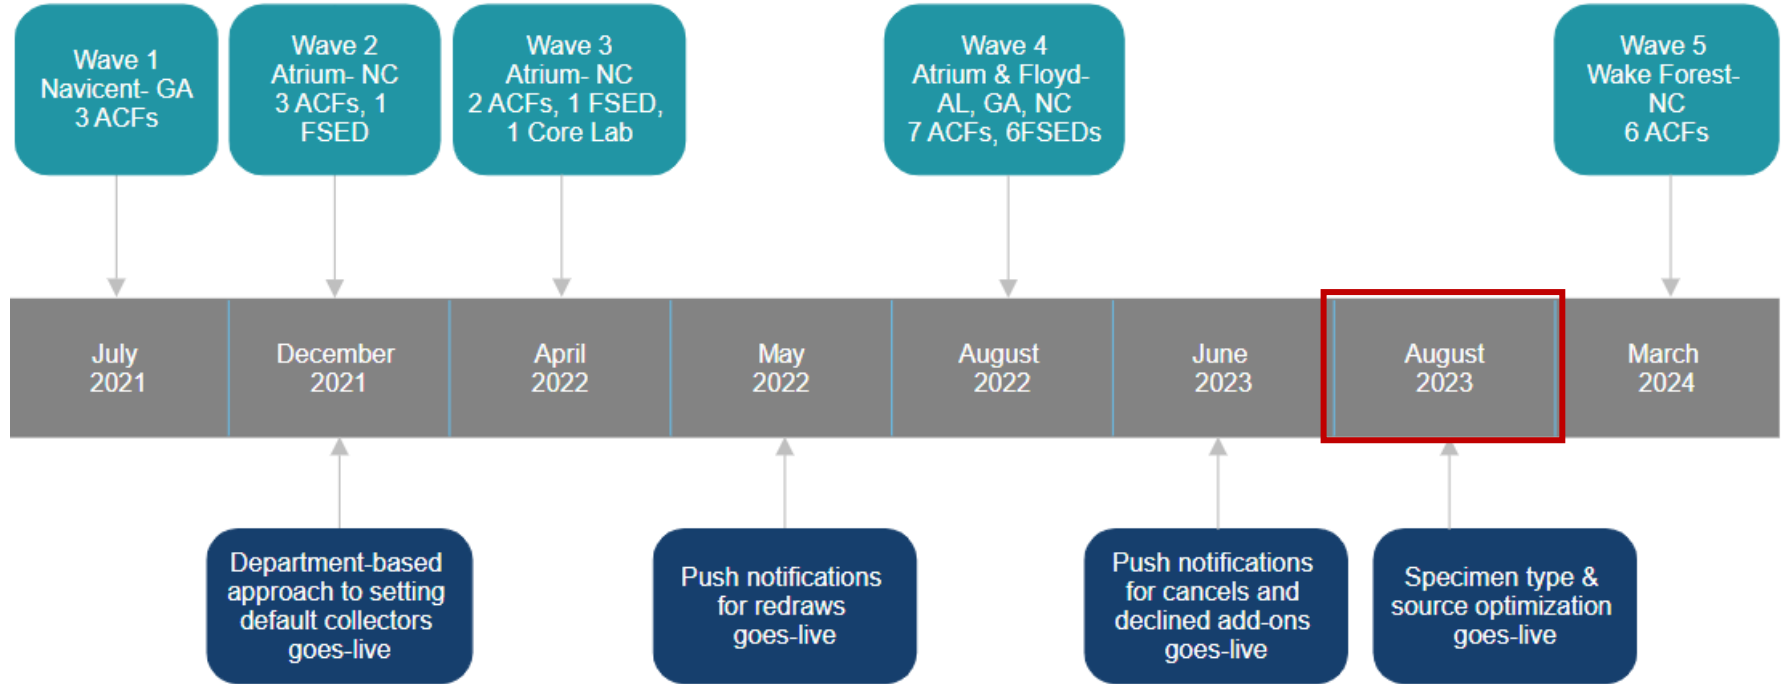 Wave 1
Navicent- GA
3 ACFs
Wave 2
Atrium- NC
3 ACFs, 1
FSED
Wave 3
Atrium- NC
2 ACFs, 1 FSED,
1 Core Lab
Wave 4
Atrium & Floyd-
AL, GA, NC
7 ACFs, 6FSEDs
Wave 5
Wake Forest-
NC
6 ACFs
July
2021
December
2021
April
2022
May
2022
August
2022
June
2023
August
2023
March
2024
Department-based
approach to setting
default collectors
goes-live
Push notifications
for redraws
goes-live
Push notifications
for cancels and
declined add-ons
goes-live
Specimen type &
source optimization
goes-live